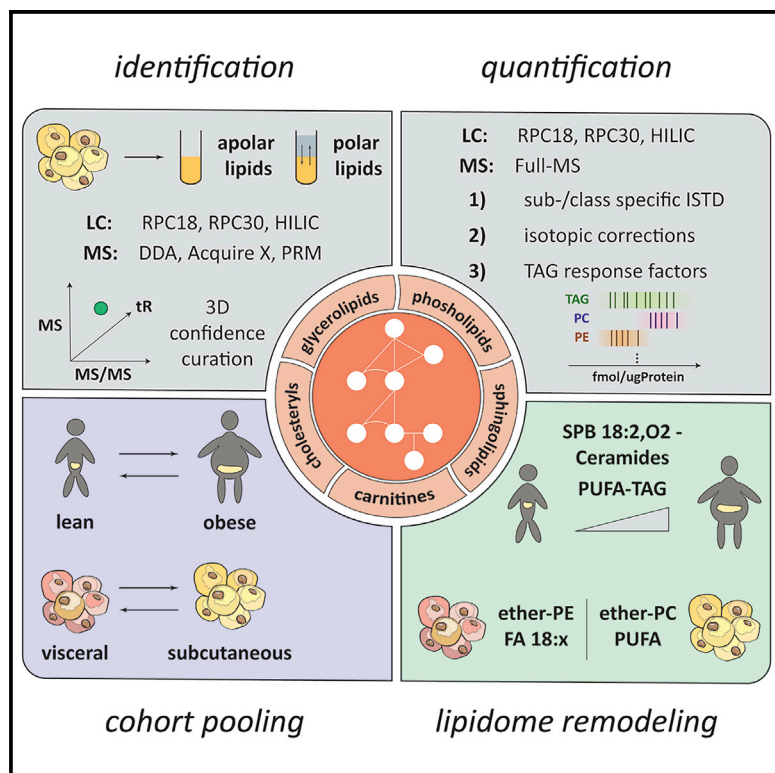 identification
quantification
apolar
lipids
polar
lipids
LC: RPC18, RPC30, HILIC
MS: DDA, Acquire X, PRM
MS
tR
MS/MS
3D
confidence
curation
LC: RPC18, RPC30, HILIC
MS: Full-MS
1) sub-/class specific ISTD
2) isotopic corrections
3) TAG response factors
TAG
PC
PE
fmol/ugProtein
glycerolipids
phosholipids
sphingolipids
carnitines
cholesteryls
lean
obese
visceral
subcutaneous
SPB 18:2,O2 -
Ceramides
PUFA-TAG
ether-PE
FA 18:x
ether-PC
PUFA
cohort pooling
lipidome remodeling